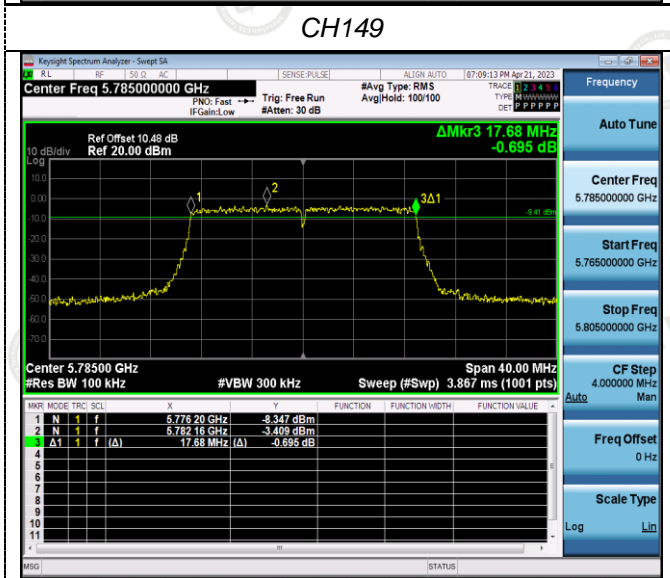 CH149
Keysight Spectrum Analyzer - Swept SA
RL RF 50 Ω AC SENSE:PULSE ALIGN AUTO 07:09:13 PM Apr 21, 2023
Center Freq 5.785000000 GHz #Avg Type: RMS TRACE 1 2 3 4 5 6
PNO: Fast Trig: Free Run Avg|Hold: 100/100 TYPE M WWWWW
IFGain:Low #Atten: 30 dB DET P P P P P P
Frequency
Auto Tune
Center Freq
5.785000000 GHz
Start Freq
5.765000000 GHz
Stop Freq
5.805000000 GHz
CF Step
4.000000 MHz
Auto Man
Freq Offset
0 Hz
Scale Type
Log Lin
ΔMkr3 17.68 MHz
-0.695 dB
Ref Offset 10.48 dB
10 dB/div Ref 20.00 dBm
Log
10.0
0.00
-10.0
-20.0
-30.0
-40.0
-50.0
-60.0
-70.0
1
2
3Δ1
-9.41 dBm
Center 5.78500 GHz Span 40.00 MHz
#Res BW 100 kHz #VBW 300 kHz Sweep (#Swp) 3.867 ms (1001 pts)
MKR MODE TRC SCL X Y FUNCTION FUNCTION WIDTH FUNCTION VALUE
1 N 1 f 5.776 20 GHz -8.347 dBm
2 N 1 f 5.782 16 GHz -3.409 dBm
3 Δ1 1 f (Δ) 17.68 MHz (Δ) -0.695 dB
4
5
6
7
8
9
10
11
MSG STATUS